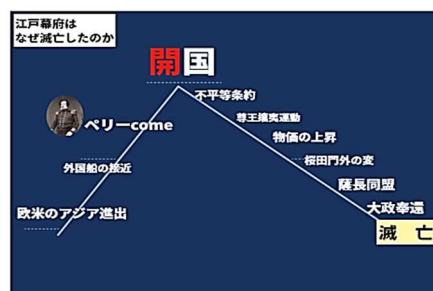 江戸幕府は
なぜ滅亡したのか
開国
不平等条約
尊王攘夷運動
ペリーcome
物価の上昇
桜田門外の変
外国船の接近
薩長同盟
大政奉還
欧米のアジア進出
滅 亡